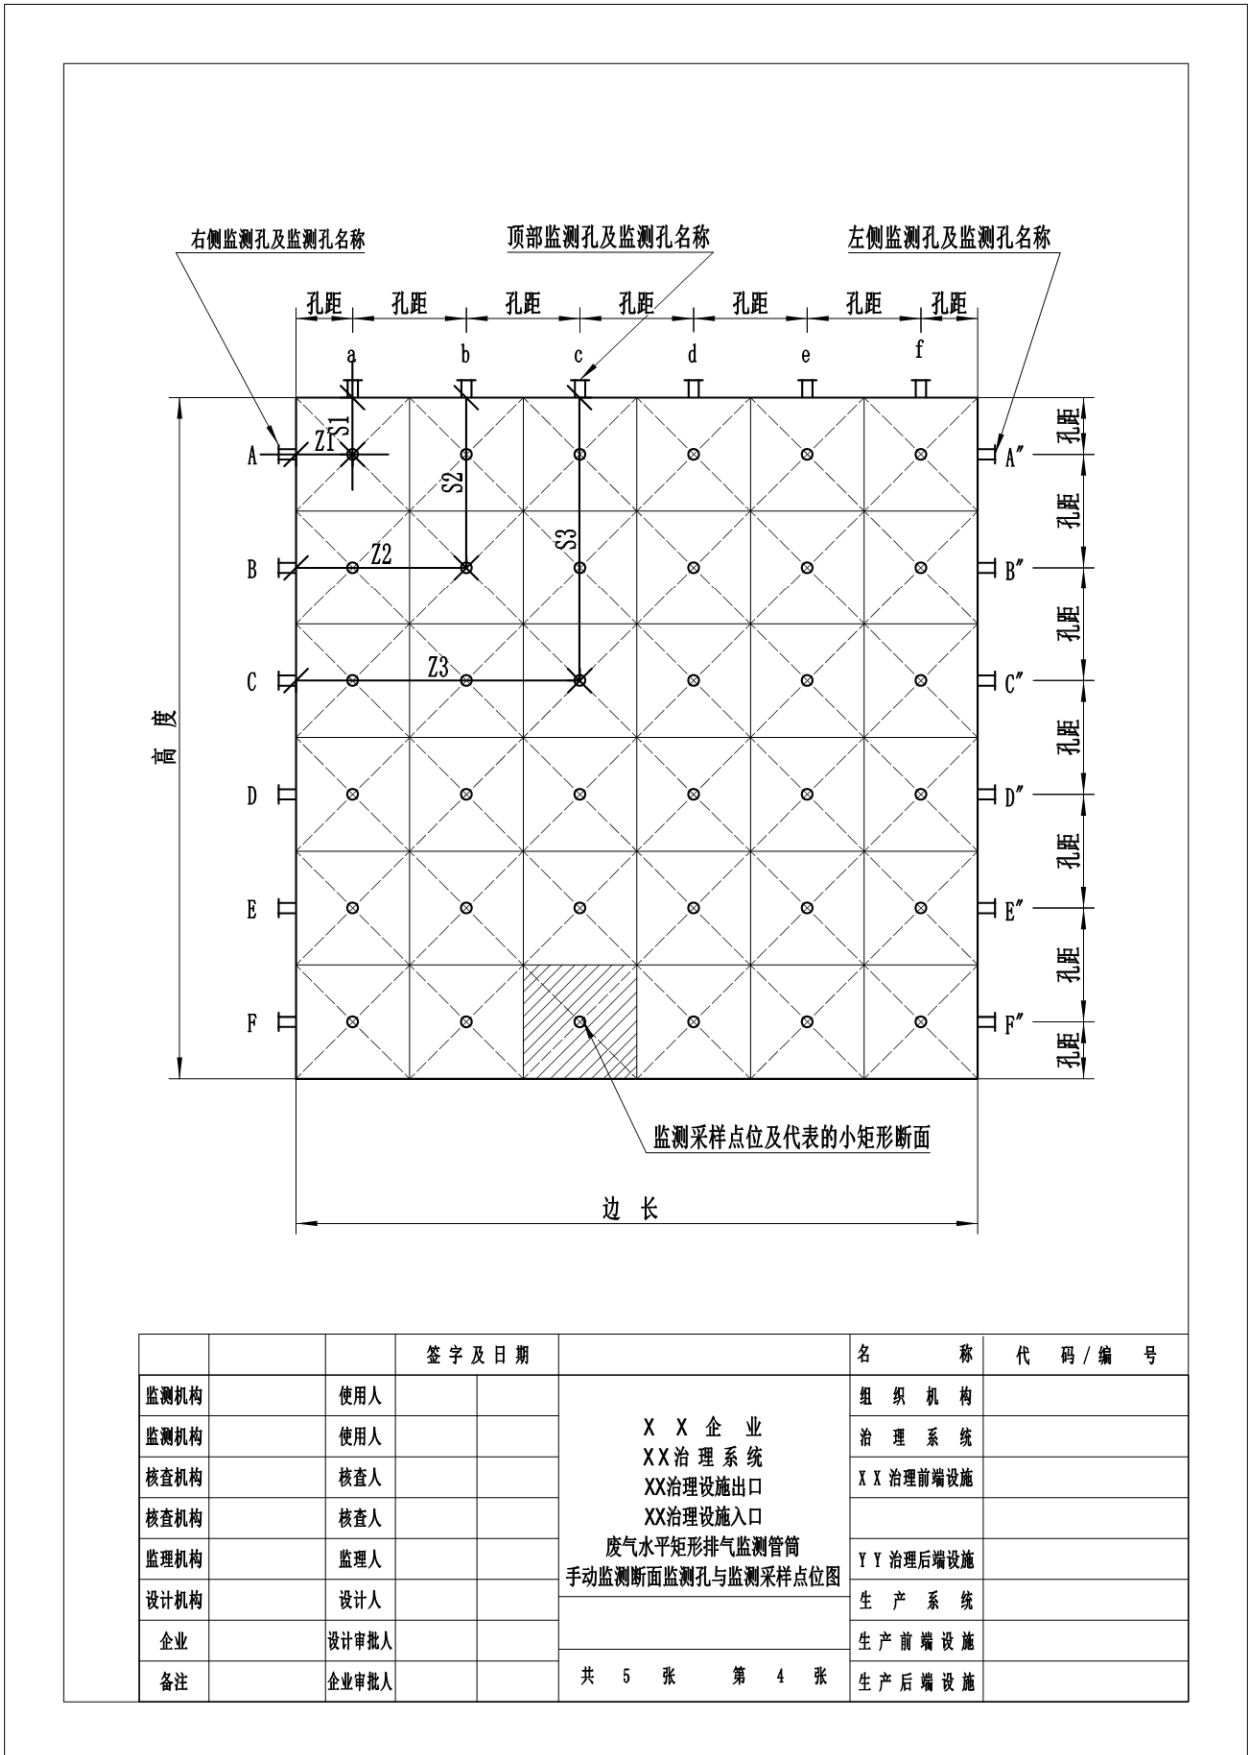 右侧监测孔及监测孔名称
顶部监测孔及监测孔名称
左侧监测孔及监测孔名称
孔距 孔距 孔距 孔距 孔距 孔距 孔距
a b c d e f
孔距
S1
Z1
A A″
S2
孔距
S3
Z2
B B″
孔距
Z3
C C″
高度
孔距
D D″
孔距
E E″
孔距
F F″
孔距
监测采样点位及代表的小矩形断面
边 长
签字及日期 名 称 代 码/编 号
监测机构 使用人 组织机构
监测机构 使用人 治理系统
核查机构 核查人 XX治理前端设施
核查机构 核查人
监理机构 监理人 YY治理后端设施
设计机构 设计人 生产系统
企业 设计审批人 生产前端设施
备注 企业审批人 生产后端设施
X X 企 业
XX治理系统
XX治理设施出口
XX治理设施入口
废气水平矩形排气监测管筒
手动监测断面监测孔与监测采样点位图
共 5 张 第 4 张